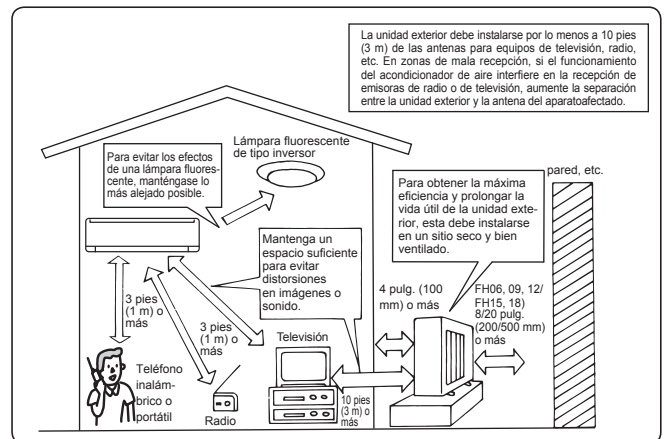 La unidad exterior debe instalarse por lo menos a 10 pies
(3 m) de las antenas para equipos de televisión, radio,
etc. En zonas de mala recepción, si el funcionamiento
del acondicionador de aire interfiere en la recepción de
emisoras de radio o de televisión, aumente la separación
entre la unidad exterior y la antena del aparatoafectado.
Lámpara fluorescente
de tipo inversor
Para evitar los efectos
de una lámpara fluores-
cente, manténgase lo
más alejado posible.
pared, etc.
Para obtener la máxima
eficiencia y prolongar la
vida útil de la unidad exte-
rior, esta debe instalarse
en un sitio seco y bien
ventilado.
Mantenga un
espacio suficiente
para evitar
distorsiones
en imágenes o
sonido.
4 pulg. (100
mm) o más
FH06, 09, 12/
FH15, 18)
8/20 pulg.
(200/500 mm)
o más
3 pies
(1 m) o
más
3 pies
(1 m) o
más
Televisión
Teléfono
inalám-
brico o
portátil
Radio
10 pies
(3 m) o
más